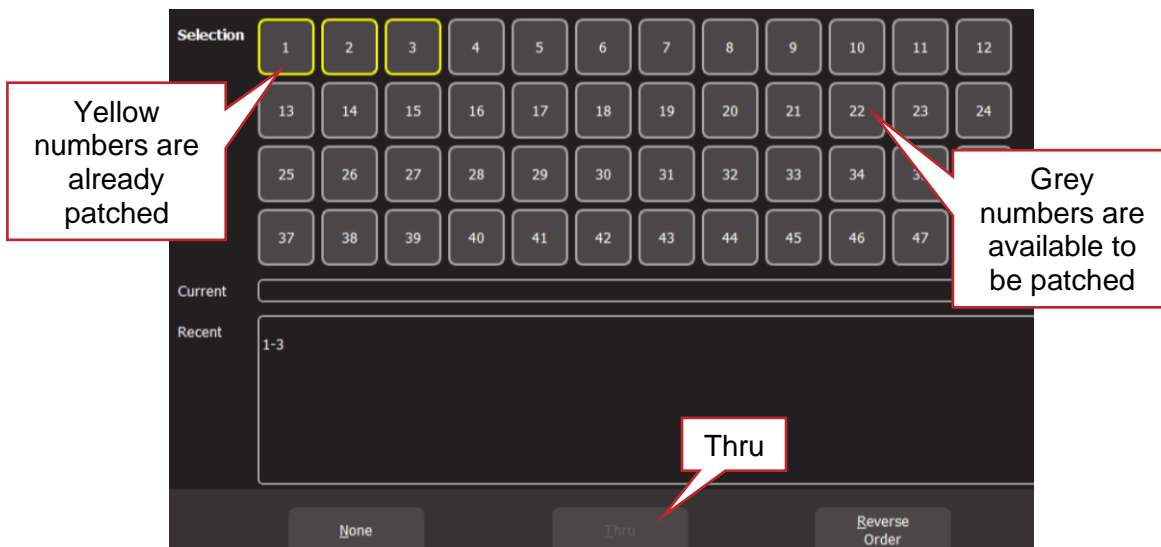 Selection
1 2 3 4 5 6 7 8 9 10 11 12
Yellow
numbers are
already
patched
13 14 15 16 17 18 19 20 21 22 23 24
25 26 27 28 29 30 31 32 33 34
Grey
numbers are
available to
be patched
37 38 39 40 41 42 43 44 45 46 47
Current
Recent
1-3
Thru
None
Thru
Reverse
Order